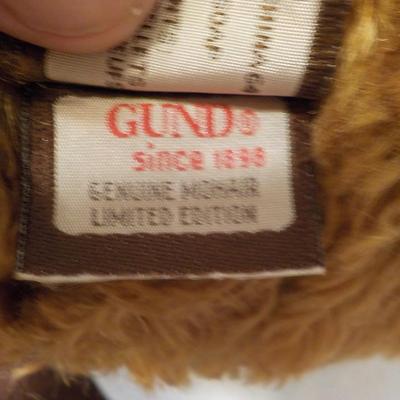 GUND®
since 1898
GENUINE MOHAIR
LIMITED EDITION